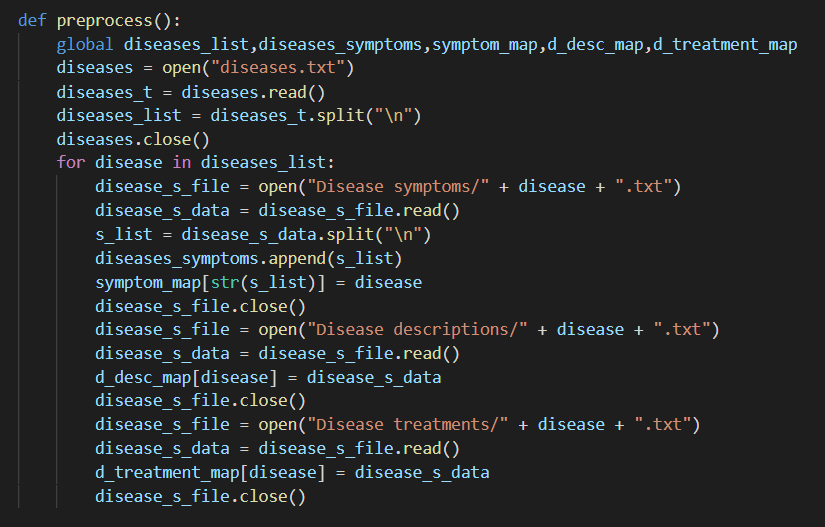 def preprocess():
    global diseases_list,diseases_symptoms,symptom_map,d_desc_map,d_treatment_map
    diseases = open("diseases.txt")
    diseases_t = diseases.read()
    diseases_list = diseases_t.split("\n")
    diseases.close()
    for disease in diseases_list:
        disease_s_file = open("Disease symptoms/" + disease + ".txt")
        disease_s_data = disease_s_file.read()
        s_list = disease_s_data.split("\n")
        diseases_symptoms.append(s_list)
        symptom_map[str(s_list)] = disease
        disease_s_file.close()
        disease_s_file = open("Disease descriptions/" + disease + ".txt")
        disease_s_data = disease_s_file.read()
        d_desc_map[disease] = disease_s_data
        disease_s_file.close()
        disease_s_file = open("Disease treatments/" + disease + ".txt")
        disease_s_data = disease_s_file.read()
        d_treatment_map[disease] = disease_s_data
        disease_s_file.close()